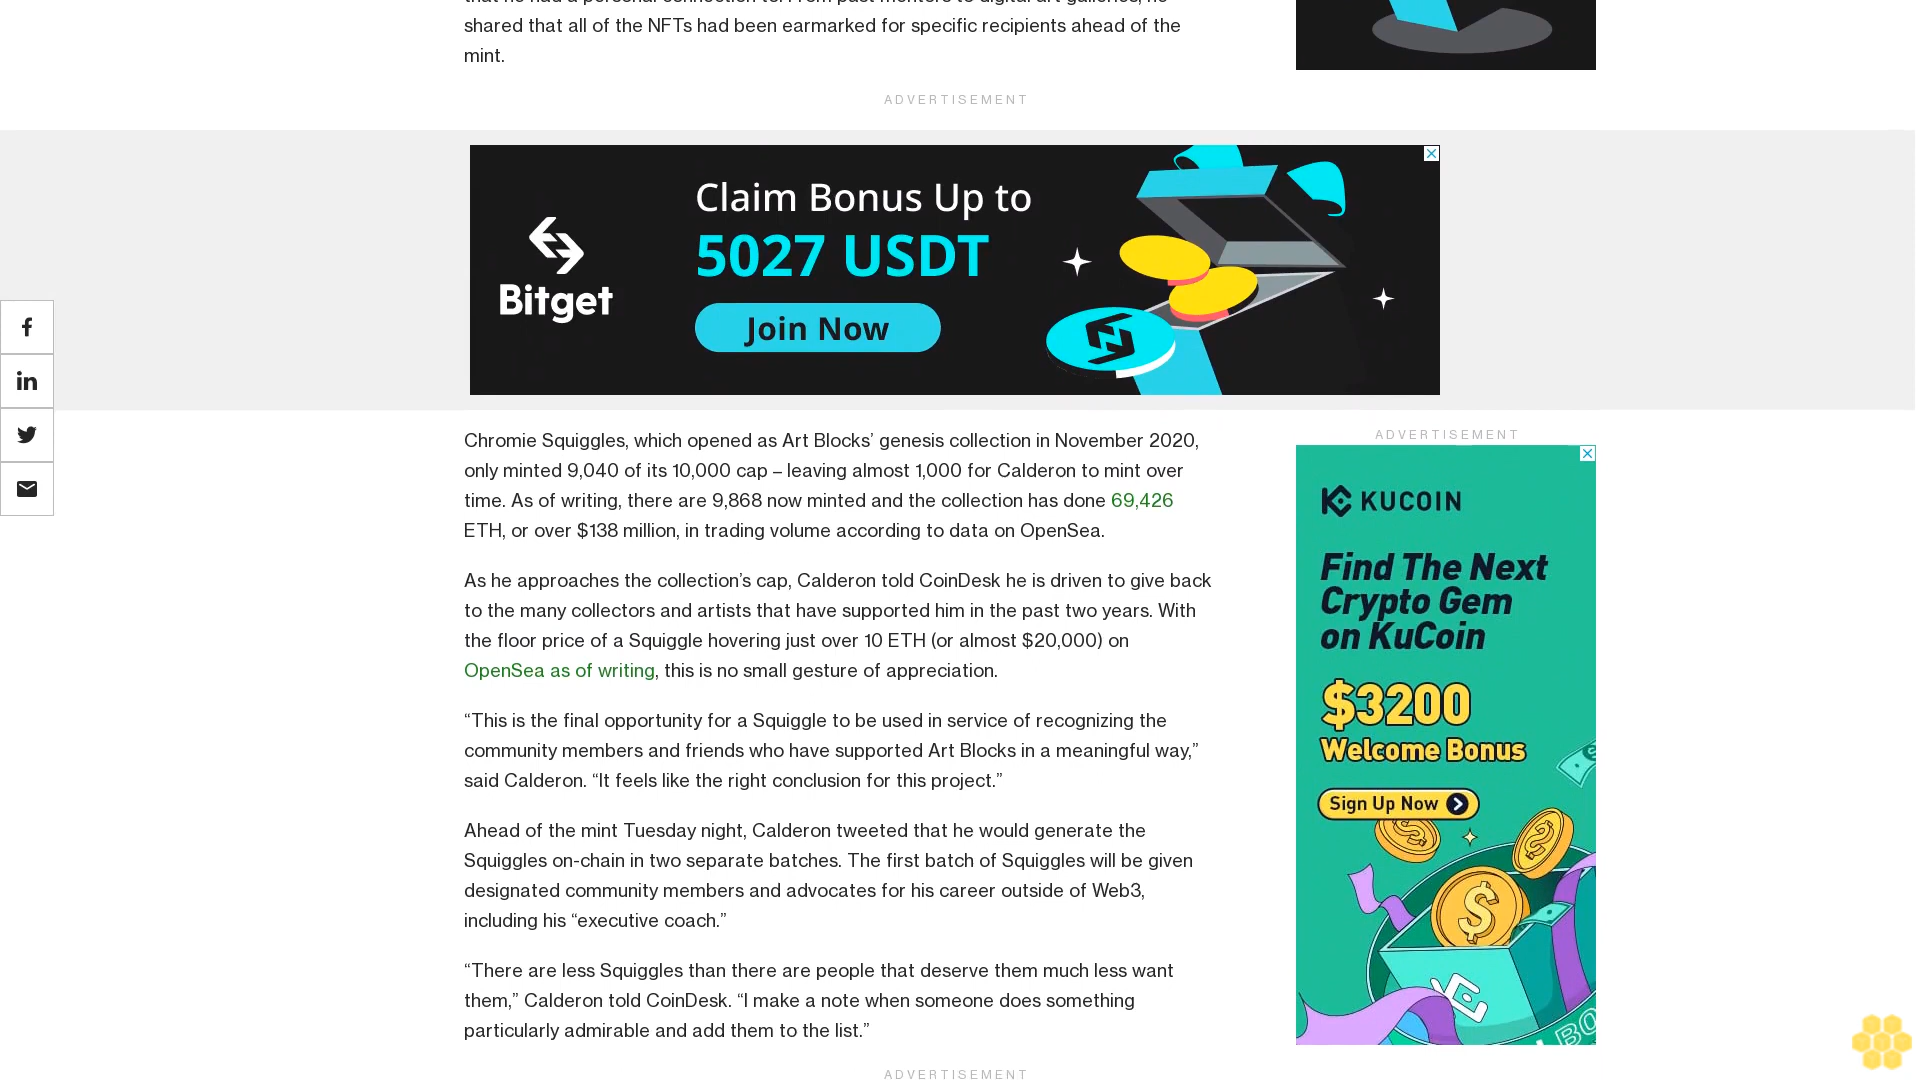 shared that all of the NFTs had been earmarked for specific recipients ahead of the
mint.
ADVERTISEMENT
Bitget
Claim Bonus Up to
5027 USDT
Join Now
Chromie Squiggles, which opened as Art Blocks’ genesis collection in November 2020,
only minted 9,040 of its 10,000 cap – leaving almost 1,000 for Calderon to mint over
time. As of writing, there are 9,868 now minted and the collection has done 69,426
ETH, or over $138 million, in trading volume according to data on OpenSea.
As he approaches the collection’s cap, Calderon told CoinDesk he is driven to give back
to the many collectors and artists that have supported him in the past two years. With
the floor price of a Squiggle hovering just over 10 ETH (or almost $20,000) on
OpenSea as of writing, this is no small gesture of appreciation.
“This is the final opportunity for a Squiggle to be used in service of recognizing the
community members and friends who have supported Art Blocks in a meaningful way,”
said Calderon. “It feels like the right conclusion for this project.”
Ahead of the mint Tuesday night, Calderon tweeted that he would generate the
Squiggles on-chain in two separate batches. The first batch of Squiggles will be given
designated community members and advocates for his career outside of Web3,
including his “executive coach.”
“There are less Squiggles than there are people that deserve them much less want
them,” Calderon told CoinDesk. “I make a note when someone does something
particularly admirable and add them to the list.”
ADVERTISEMENT
ADVERTISEMENT
KUCOIN
Find The Next
Crypto Gem
on KuCoin
$3200
Welcome Bonus
Sign Up Now